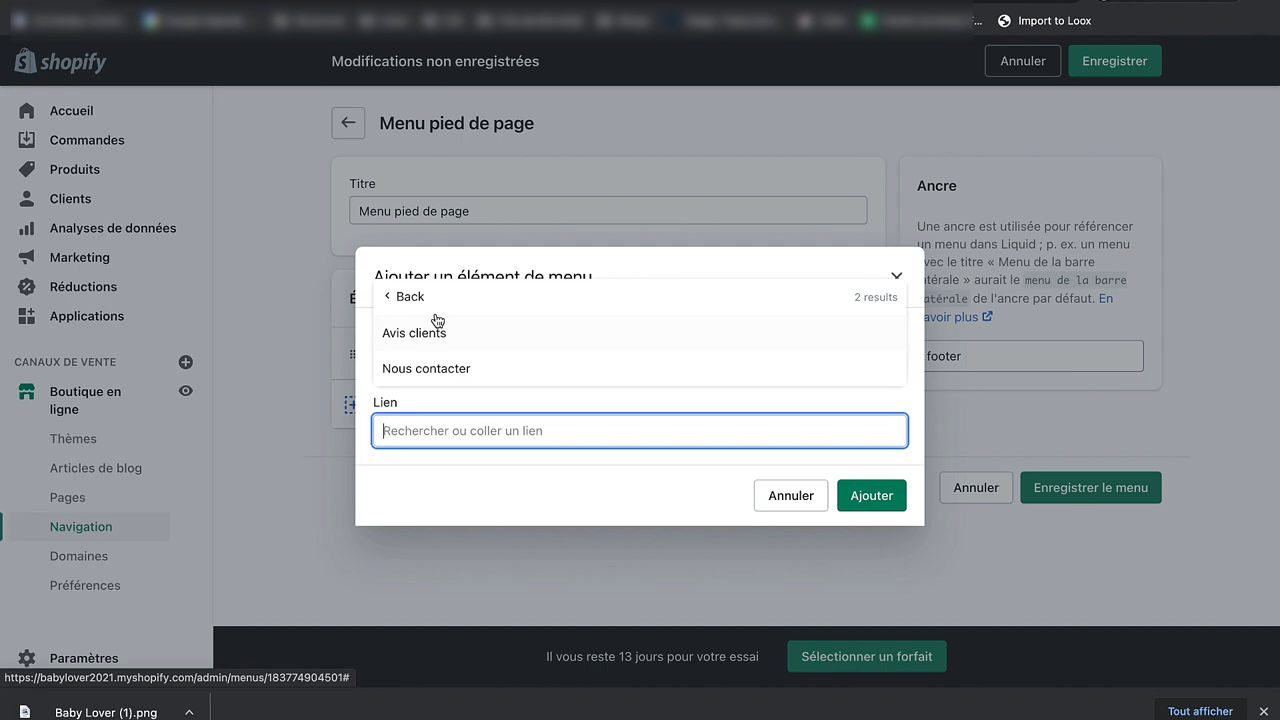 Import to Loox
shopify
Modifications non enregistrées
Annuler
Enregistrer
Accueil
Commandes
Produits
Clients
Analyses de données
Marketing
Réductions
Applications
CANAUX DE VENTE
Boutique en
ligne
Thèmes
Articles de blog
Pages
Navigation
Domaines
Préférences
Paramètres
Menu pied de page
Titre
Menu pied de page
Ancre
Une ancre est utilisée pour référencer
un menu dans Liquid ; p. ex. un menu
avec le titre « Menu de la barre
latérale » aurait le menu de la barre
latérale de l'ancre par défaut. En
savoir plus
footer
Ajouter un élément de menu
Back
2 results
Avis clients
Nous contacter
Lien
Rechercher ou coller un lien
Annuler
Ajouter
Annuler
Enregistrer le menu
Il vous reste 13 jours pour votre essai
Sélectionner un forfait
https://babylover2021.myshopify.com/admin/menus/183774904501#
Baby Lover (1).png
Tout afficher